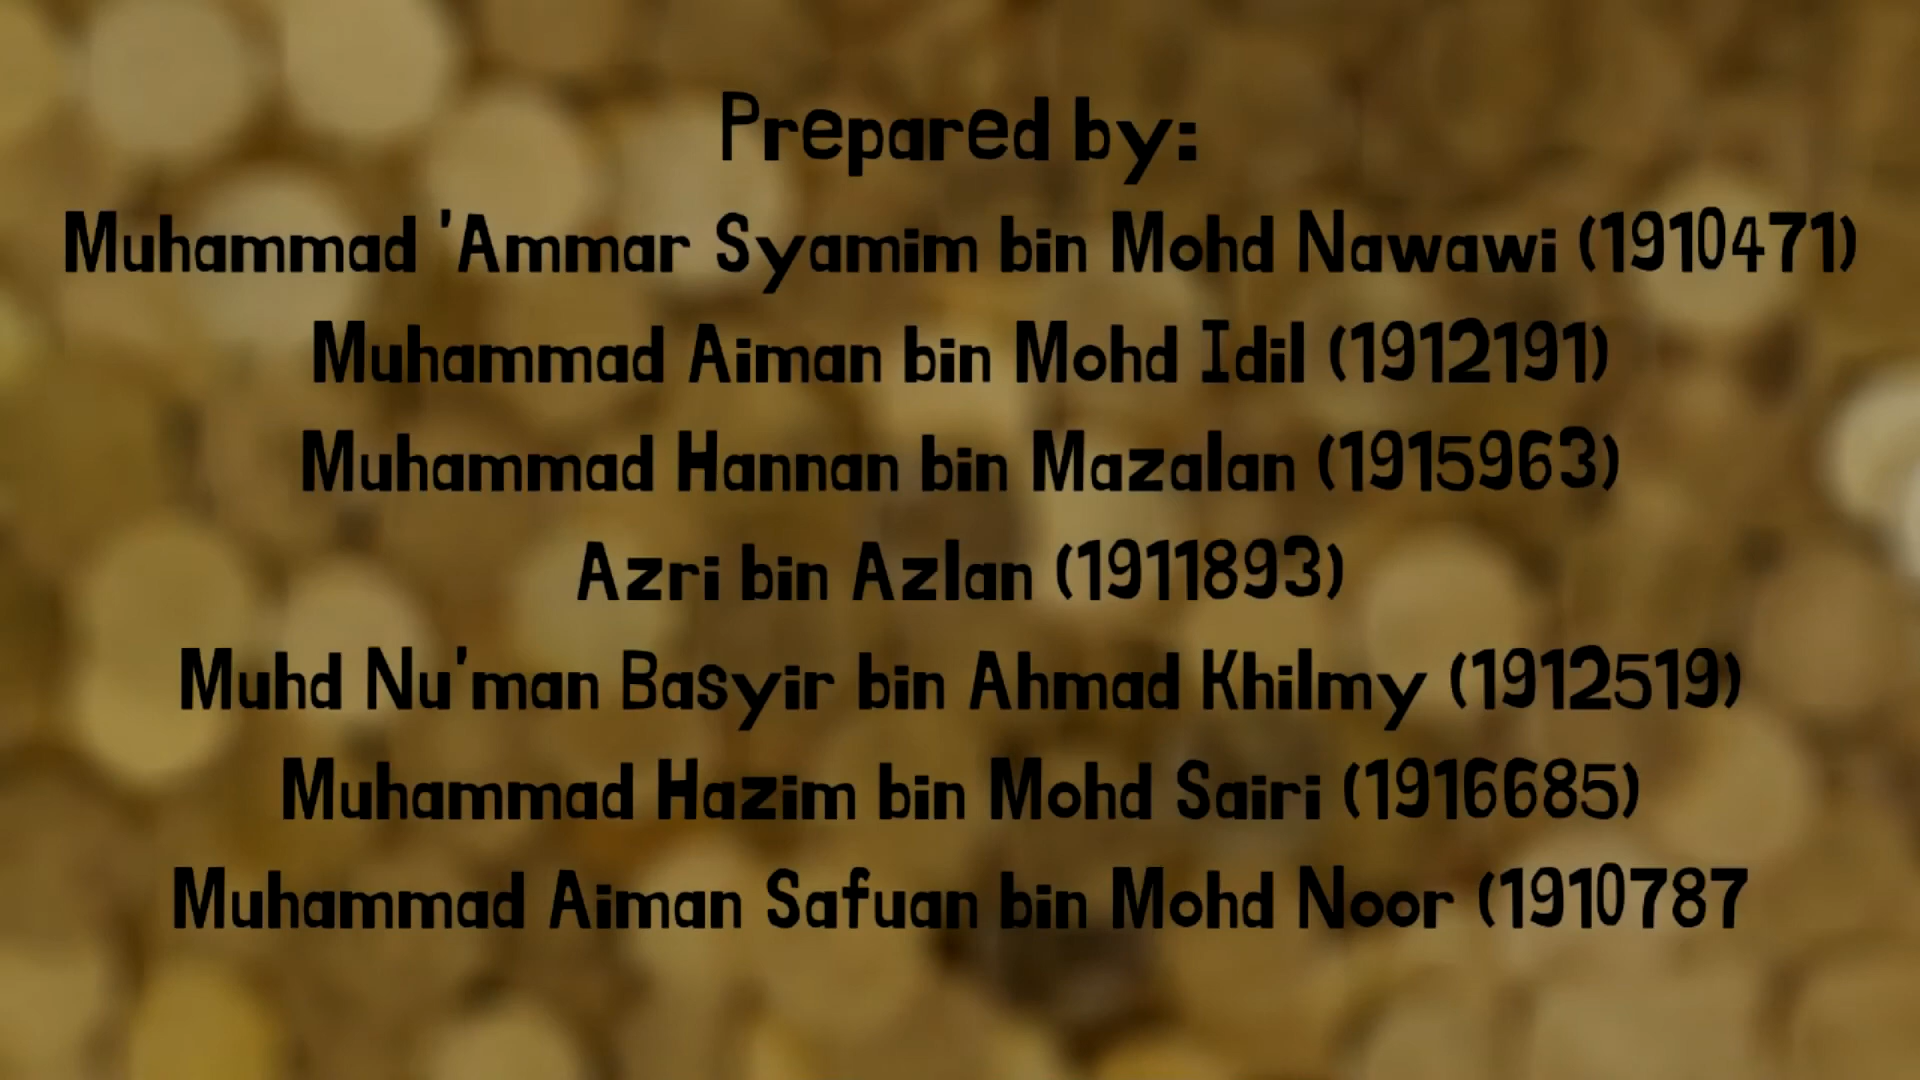 Prepared by:
Muhammad 'Ammar Syamim bin Mohd Nawawi (1910471)
Muhammad Aiman bin Mohd Idil (1912191)
Muhammad Hannan bin Mazalan (1915963)
Azri bin Azlan (1911893)
Muhd Nu'man Basyir bin Ahmad Khilmy (1912519)
Muhammad Hazim bin Mohd Sairi (1916685)
Muhammad Aiman Safuan bin Mohd Noor (1910787